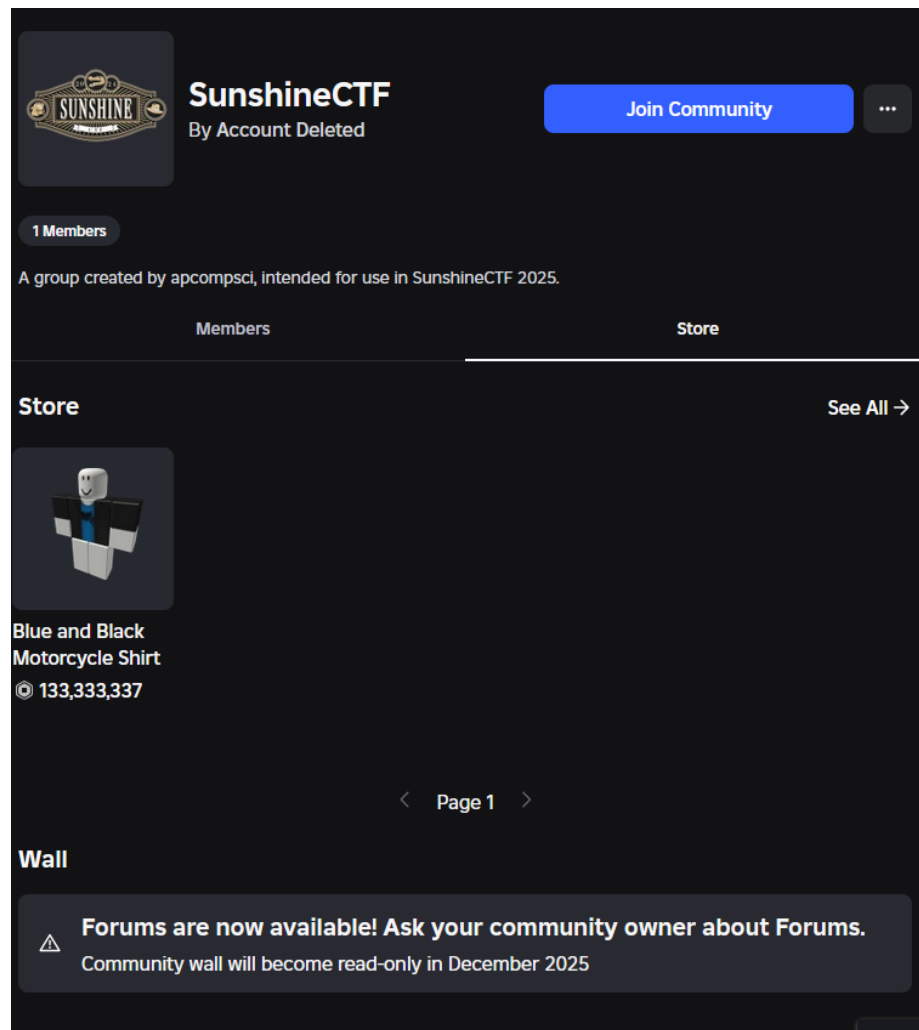 2024
SUNSHINE
SunshineCTF
By Account Deleted
Join Community
1 Members
A group created by apcompsci, intended for use in SunshineCTF 2025.
Members
Store
Store
See All →
Blue and Black
Motorcycle Shirt
133,333,337
Page 1
Wall
Forums are now available! Ask your community owner about Forums.
Community wall will become read-only in December 2025